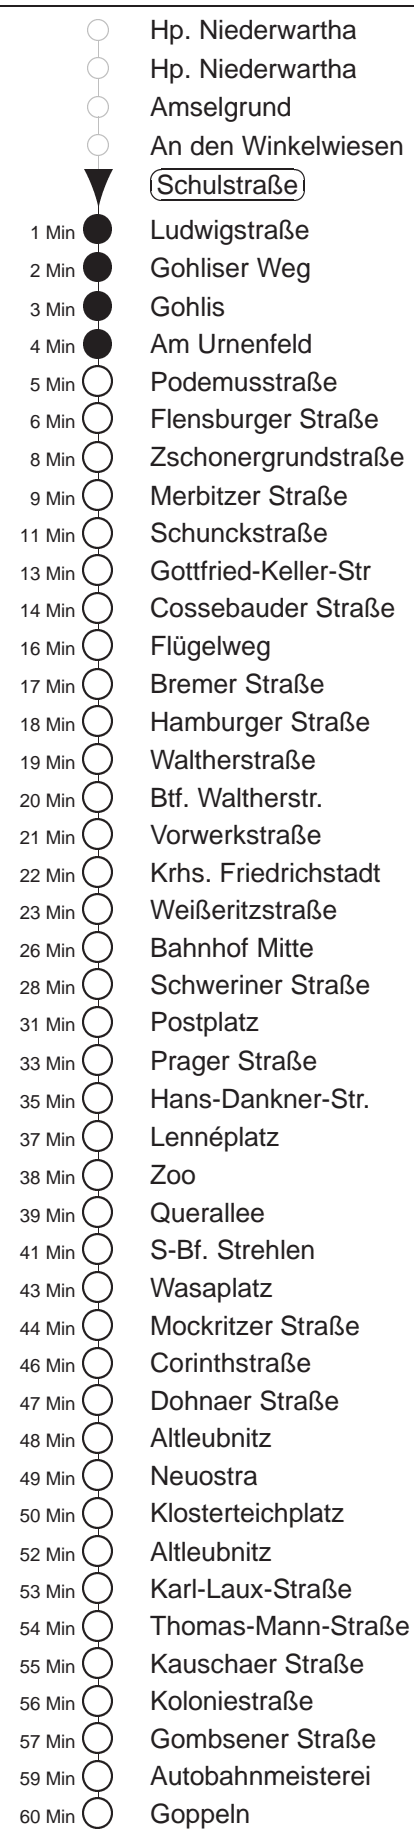 Hp. Niederwartha
Hp. Niederwartha
Amselgrund
An den Winkelwiesen
Schulstraße
1 Min Ludwigstraße
2 Min Gohliser Weg
3 Min Gohlis
4 Min Am Urnenfeld
5 Min Podemusstraße
6 Min Flensburger Straße
8 Min Zschonergrundstraße
9 Min Merbitzer Straße
11 Min Schunckstraße
13 Min Gottfried-Keller-Str
14 Min Cossebauder Straße
16 Min Flügelweg
17 Min Bremer Straße
18 Min Hamburger Straße
19 Min Waltherstraße
20 Min Btf. Waltherstr.
21 Min Vorwerkstraße
22 Min Krhs. Friedrichstadt
23 Min Weißeritzstraße
26 Min Bahnhof Mitte
28 Min Schweriner Straße
31 Min Postplatz
33 Min Prager Straße
35 Min Hans-Dankner-Str.
37 Min Lennéplatz
38 Min Zoo
39 Min Querallee
41 Min S-Bf. Strehlen
43 Min Wasaplatz
44 Min Mockritzer Straße
46 Min Corinthstraße
47 Min Dohnaer Straße
48 Min Altleubnitz
49 Min Neuostra
50 Min Klosterteichplatz
52 Min Altleubnitz
53 Min Karl-Laux-Straße
54 Min Thomas-Mann-Straße
55 Min Kauschaer Straße
56 Min Koloniestraße
57 Min Gombsener Straße
59 Min Autobahnmeisterei
60 Min Goppeln